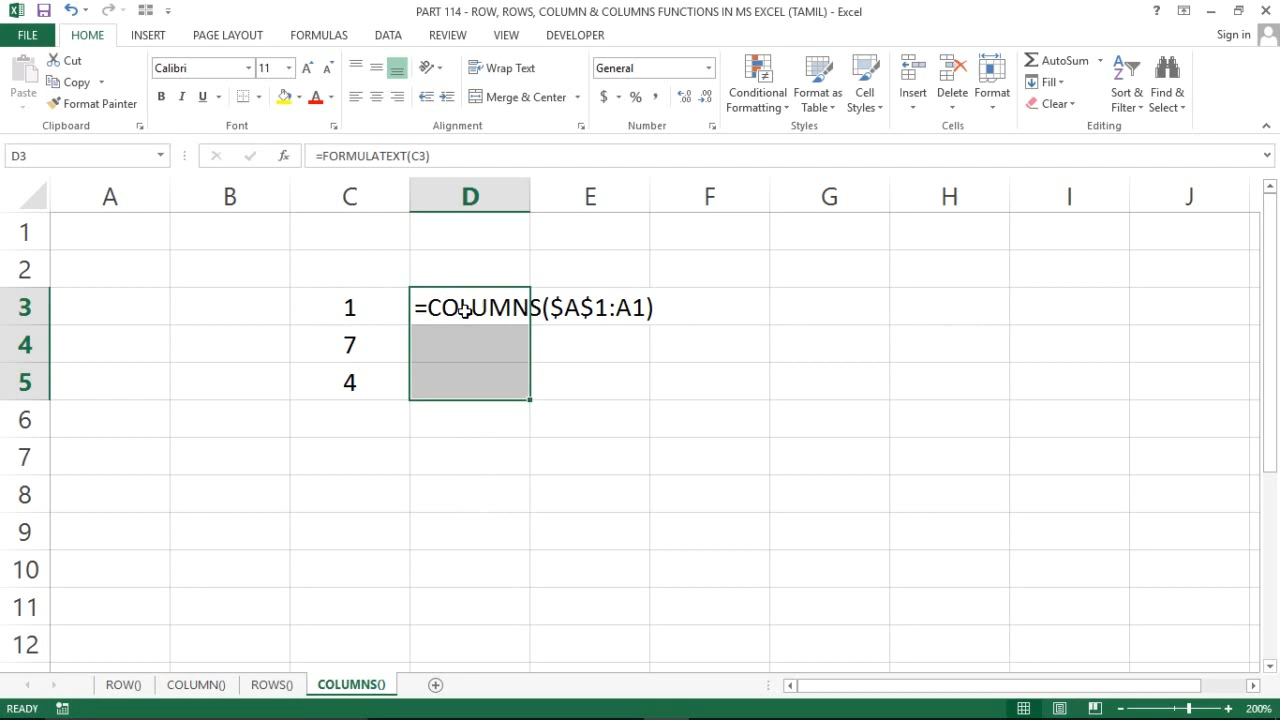 PART 114 - ROW, ROWS, COLUMN & COLUMNS FUNCTIONS IN MS EXCEL (TAMIL) - Excel
FILE HOME INSERT PAGE LAYOUT FORMULAS DATA REVIEW VIEW DEVELOPER Sign in
Paste
Cut
Copy
Format Painter
Clipboard
Calibri 11
B I U A
Font
Wrap Text
Merge & Center
Alignment
General
$ % ,
Number
Conditional Formatting
Format as Table
Cell Styles
Styles
Insert Delete Format
Cells
AutoSum
Fill
Clear
Sort & Filter
Find & Select
Editing
D3 fx =FORMULATEXT(C3)
A B C D E F G H I J
1
2
3 1 =COLUMNS($A$1:A1)
4 7
5 4
6
7
8
9
10
11
12
ROW() COLUMN() ROWS() COLUMNS()
READY 200%